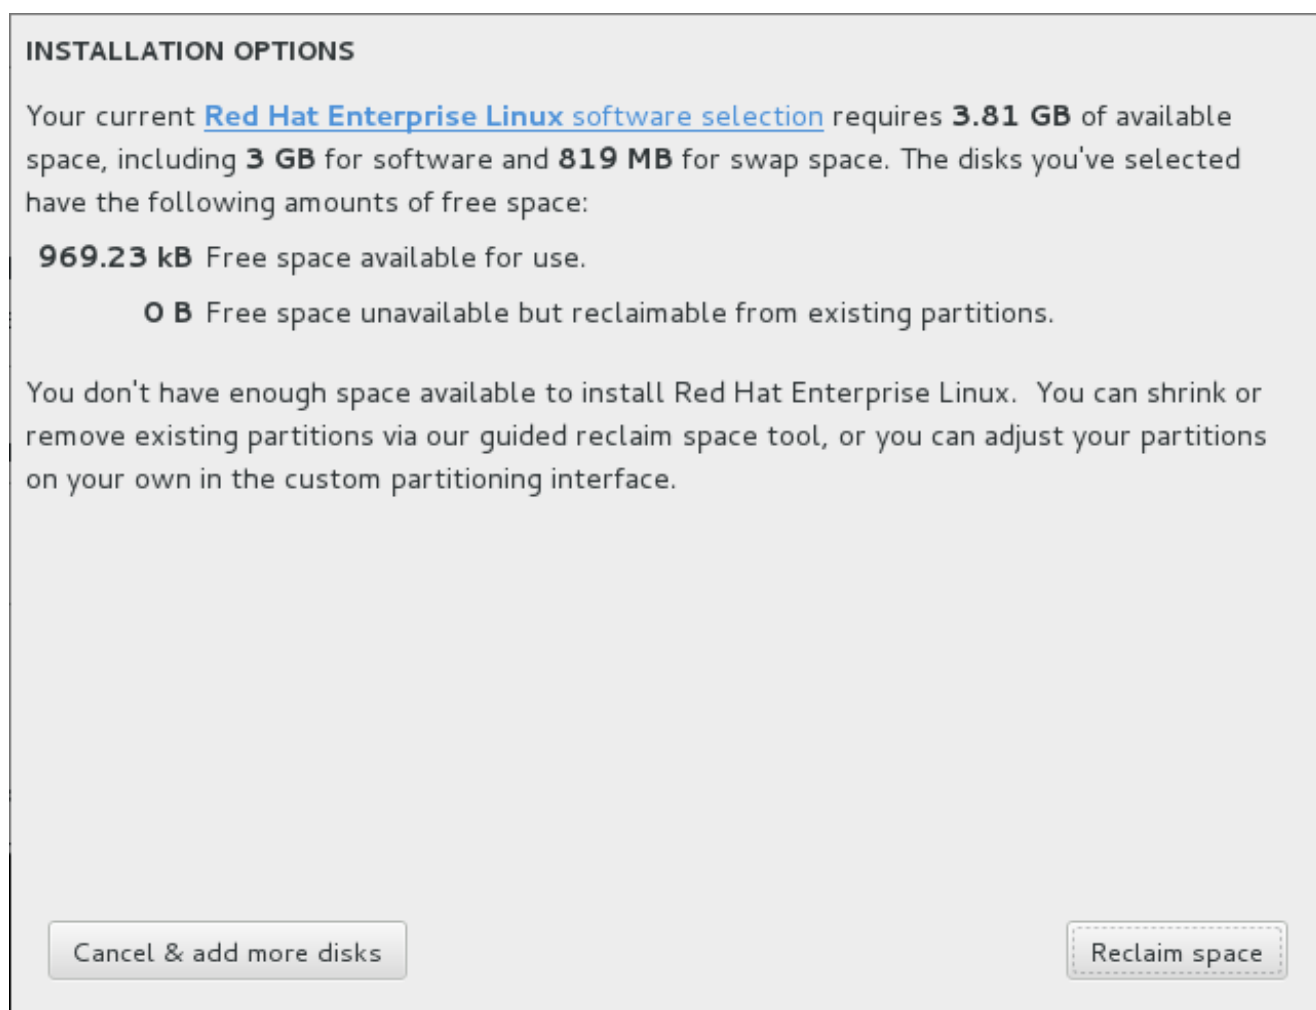 INSTALLATION OPTIONS
Your current Red Hat Enterprise Linux software selection requires 3.81 GB of available
space, including 3 GB for software and 819 MB for swap space. The disks you've selected
have the following amounts of free space:
969.23 kB Free space available for use.
0 B Free space unavailable but reclaimable from existing partitions.
You don't have enough space available to install Red Hat Enterprise Linux.  You can shrink or
remove existing partitions via our guided reclaim space tool, or you can adjust your partitions
on your own in the custom partitioning interface.
Cancel & add more disks
Reclaim space